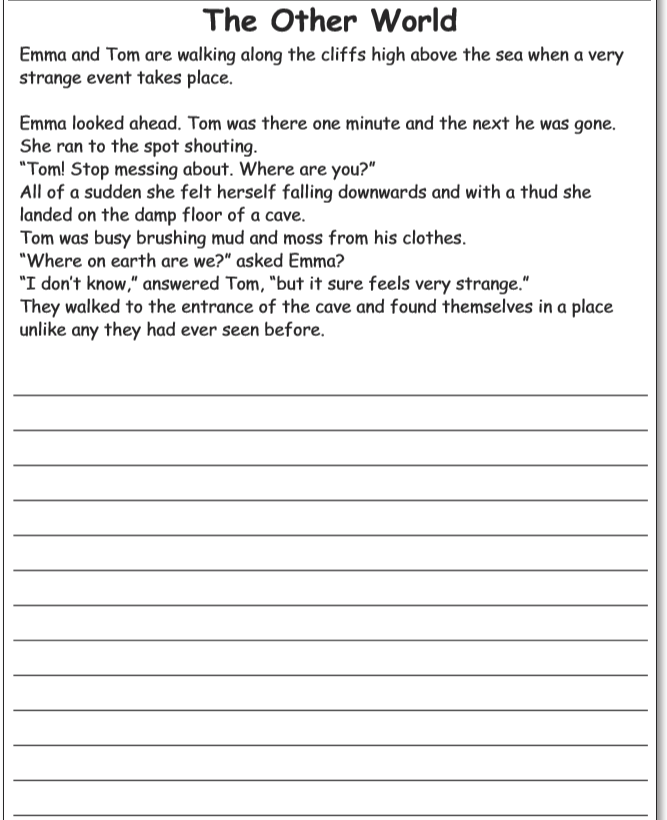 The Other World
Emma and Tom are walking along the cliffs high above the sea when a very
strange event takes place.
Emma looked ahead. Tom was there one minute and the next he was gone.
She ran to the spot shouting.
"Tom! Stop messing about. Where are you?"
All of a sudden she felt herself falling downwards and with a thud she
landed on the damp floor of a cave.
Tom was busy brushing mud and moss from his clothes.
"Where on earth are we?" asked Emma?
"I don't know," answered Tom, "but it sure feels very strange."
They walked to the entrance of the cave and found themselves in a place
unlike any they had ever seen before.